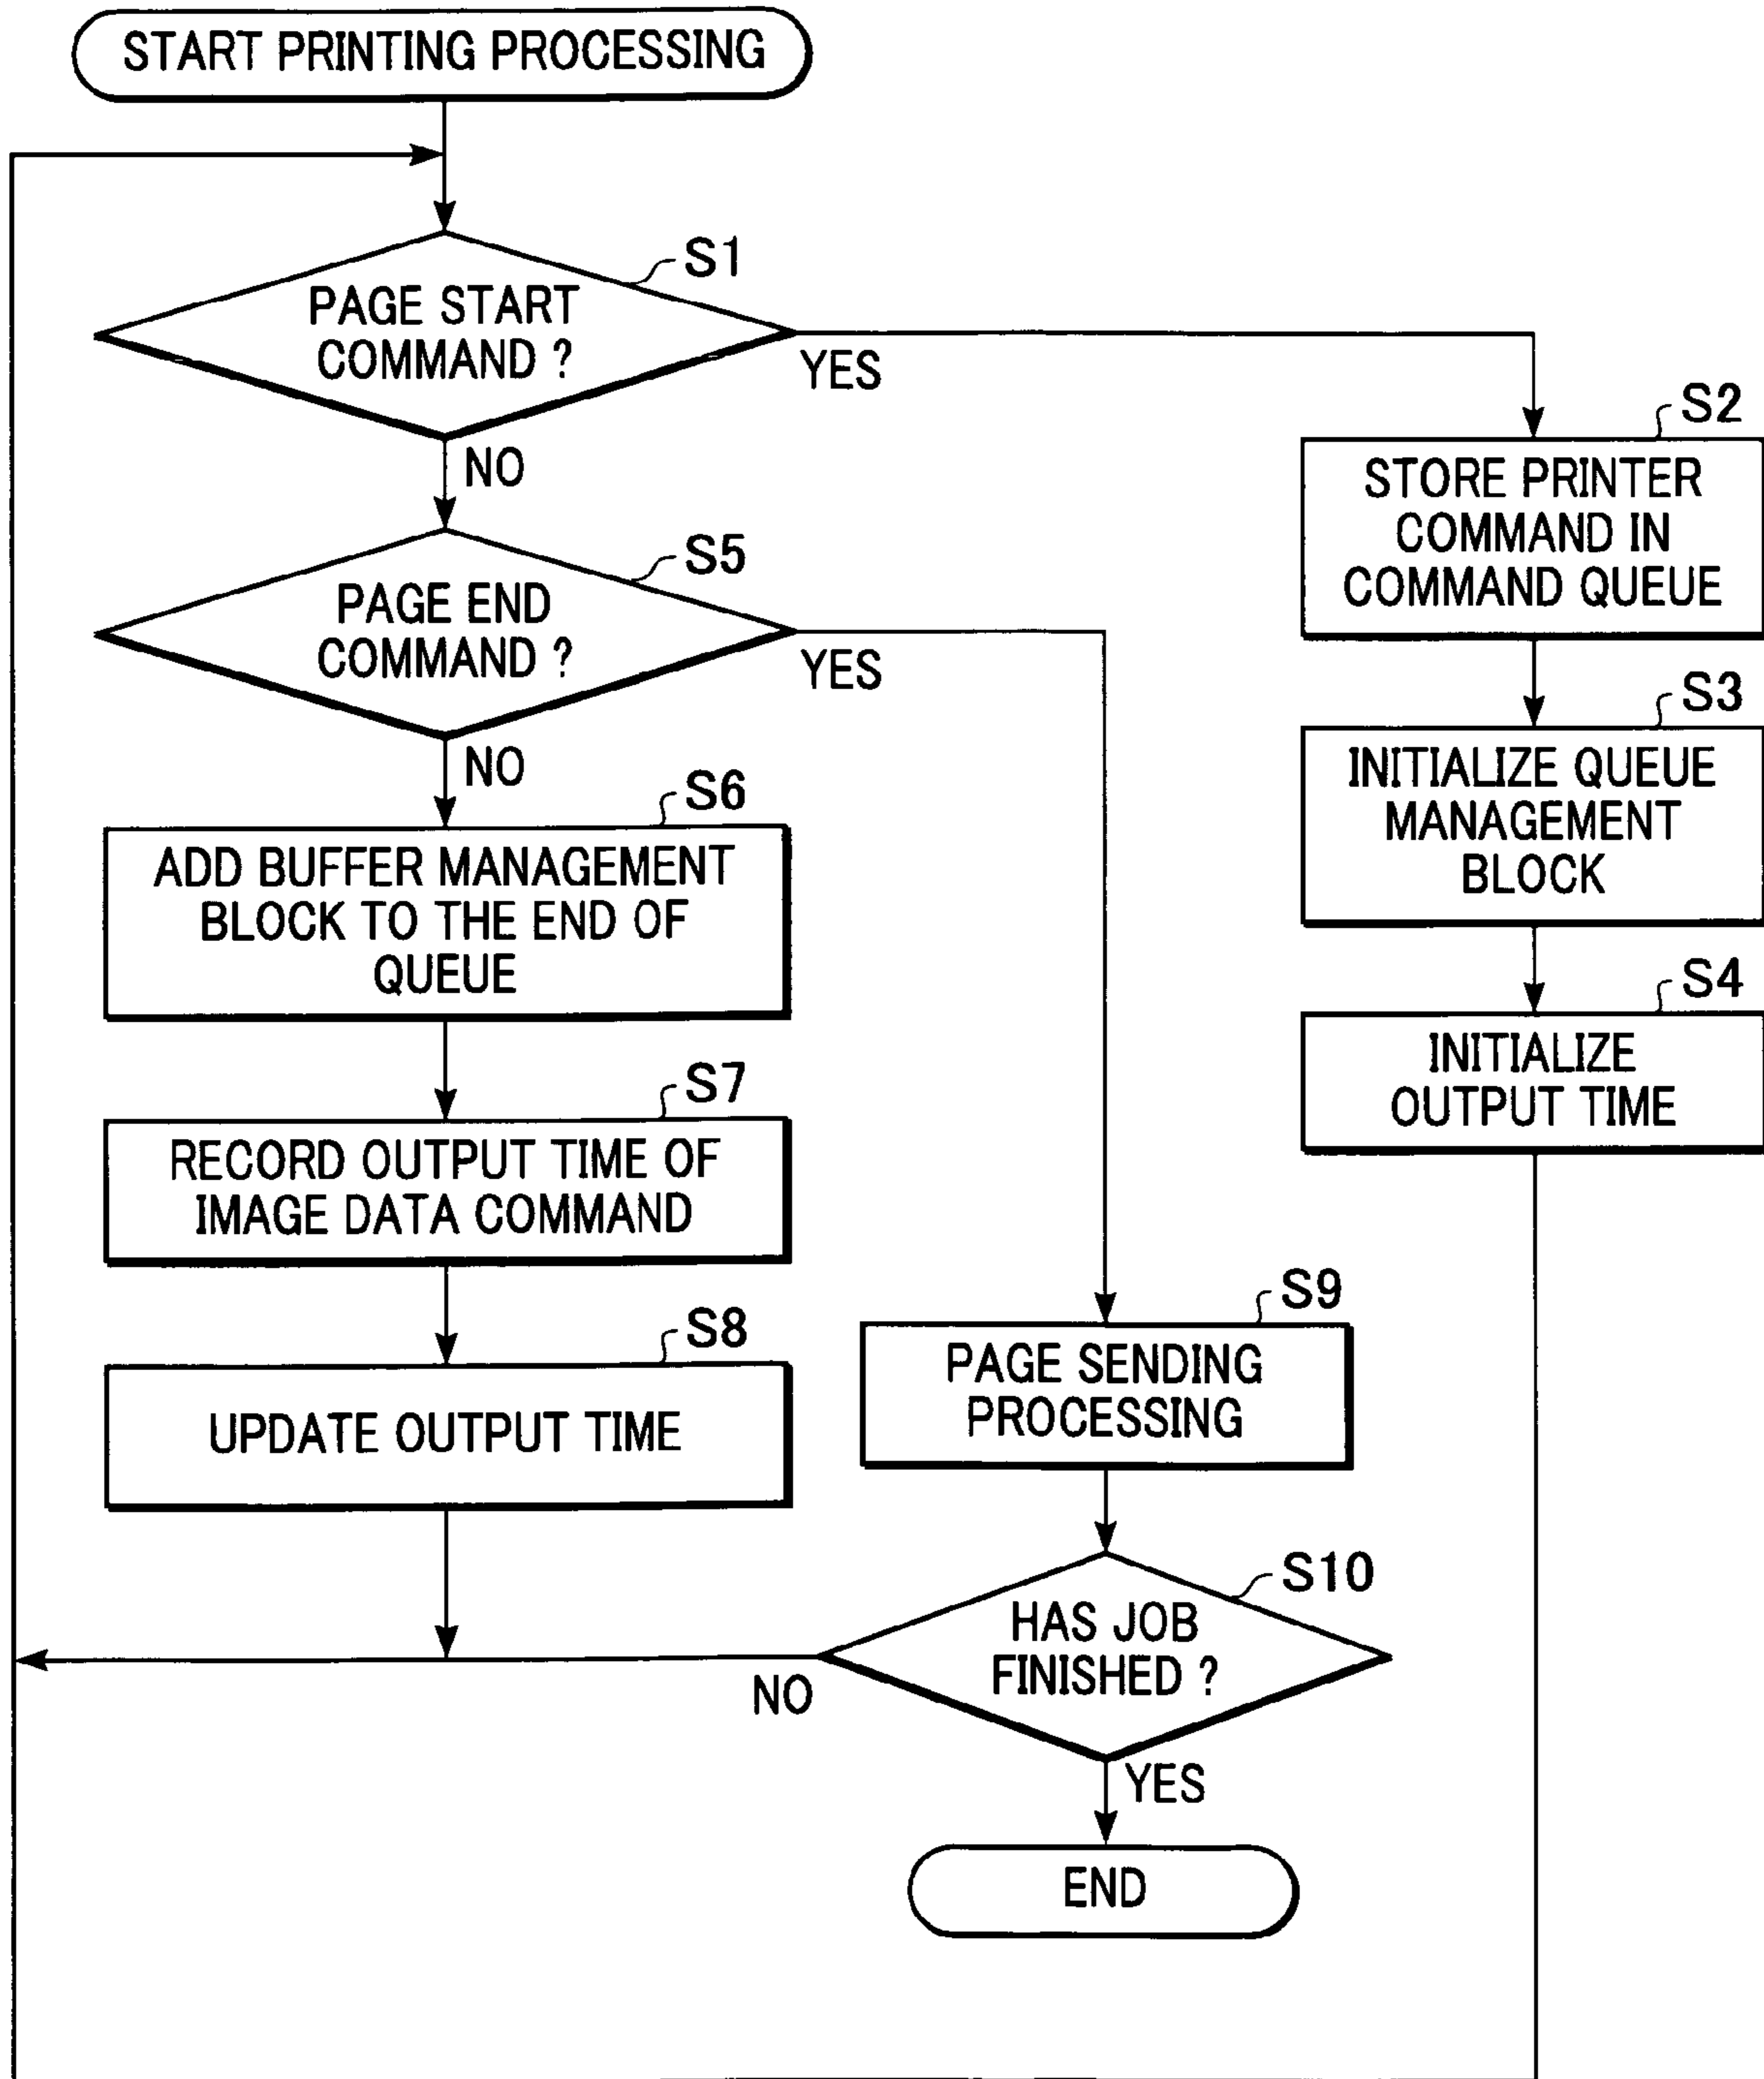 START PRINTING PROCESSING
S1
PAGE START
COMMAND ?
YES
NO
S2
STORE PRINTER
COMMAND IN
COMMAND QUEUE
S3
INITIALIZE QUEUE
MANAGEMENT
BLOCK
S4
INITIALIZE
OUTPUT TIME
S5
PAGE END
COMMAND ?
YES
NO
S6
ADD BUFFER MANAGEMENT
BLOCK TO THE END OF
QUEUE
S7
RECORD OUTPUT TIME OF
IMAGE DATA COMMAND
S8
UPDATE OUTPUT TIME
S9
PAGE SENDING
PROCESSING
S10
HAS JOB
FINISHED ?
NO
YES
END